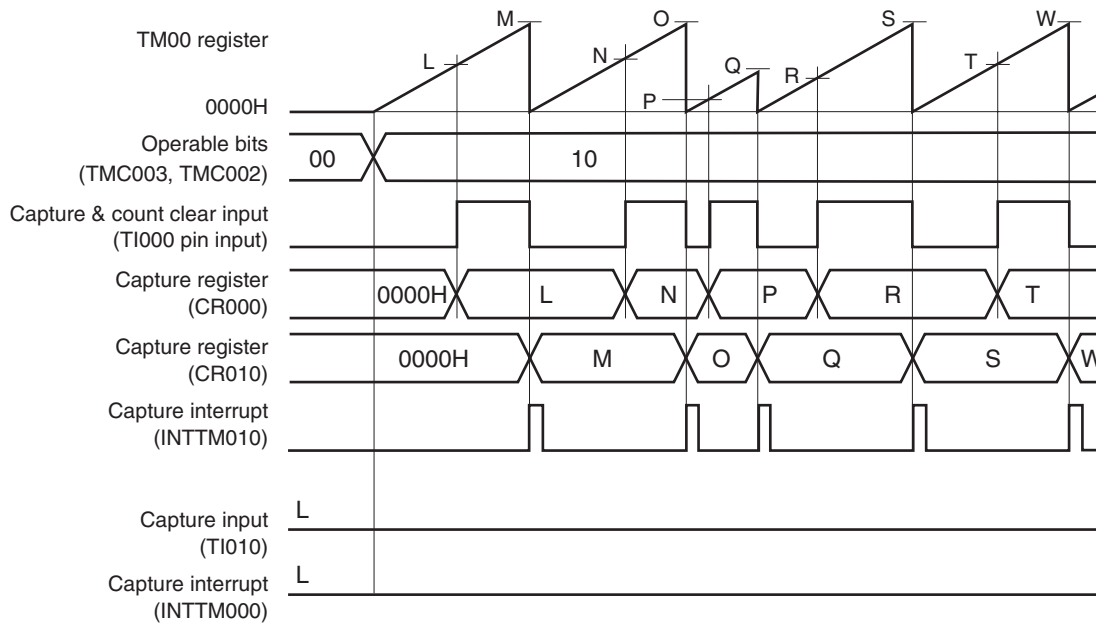 M
O
S
W
TM00 register
L
N
Q
R
T
P
0000H
Operable bits
(TMC003, TMC002)
00
10
Capture & count clear input
(TI000 pin input)
Capture register
(CR000)
0000H
L
N
P
R
T
Capture register
(CR010)
0000H
M
O
Q
S
W
Capture interrupt
(INTTM010)
Capture input
(TI010)
L
Capture interrupt
(INTTM000)
L